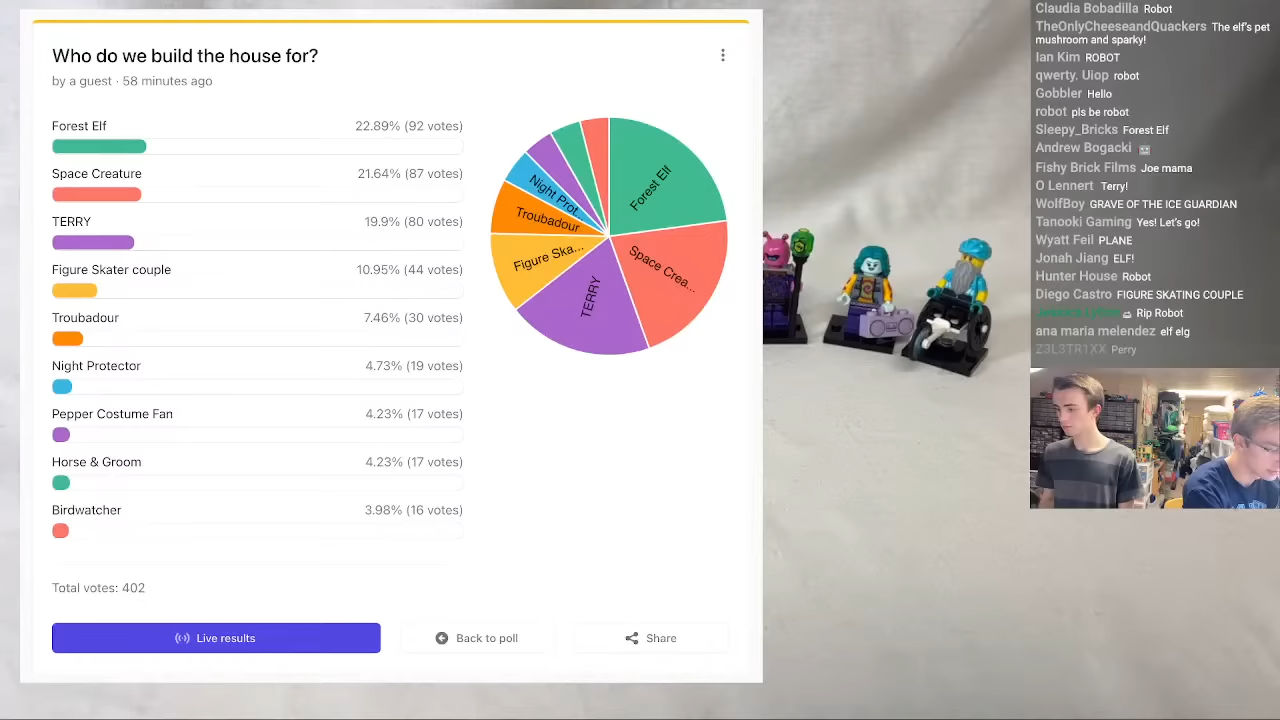 Who do we build the house for?
by a guest · 58 minutes ago
Forest Elf 22.89% (92 votes)
Space Creature 21.64% (87 votes)
TERRY 19.9% (80 votes)
Figure Skater couple 10.95% (44 votes)
Troubadour 7.46% (30 votes)
Night Protector 4.73% (19 votes)
Pepper Costume Fan 4.23% (17 votes)
Horse & Groom 4.23% (17 votes)
Birdwatcher 3.98% (16 votes)
Total votes: 402
Live results
Back to poll
Share
Forest Elf
Space Crea...
TERRY
Figure Ska...
Troubadour
Night Prot...
Claudia Bobadilla Robot
TheOnlyCheeseandQuackers The elf's pet
mushroom and sparky!
Ian Kim ROBOT
qwerty. Uiop robot
Gobbler Hello
robot pls be robot
Sleepy_Bricks Forest Elf
Andrew Bogacki
Fishy Brick Films Joe mama
O Lennert Terry!
WolfBoy GRAVE OF THE ICE GUARDIAN
Tanooki Gaming Yes! Let's go!
Wyatt Feil PLANE
Jonah Jiang ELF!
Hunter House Robot
Diego Castro FIGURE SKATING COUPLE
Rip Robot
ana maria melendez elf elg
Z3L3TR1XX Perry